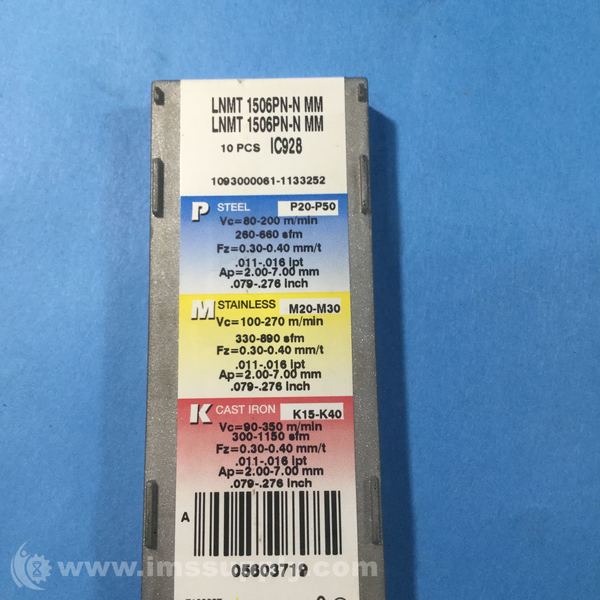 LNMT 1506PN-N MM
LNMT 1506PN-N MM
10 PCS IC928
1093000061-1133252
P STEEL P20-P50
Vc=80-200 m/min
260-660 sfm
Fz=0.30-0.40 mm/t
.011-.016 ipt
Ap=2.00-7.00 mm
.079-.276 inch
M STAINLESS M20-M30
Vc=100-270 m/min
330-890 sfm
Fz=0.30-0.40 mm/t
.011-.016 ipt
Ap=2.00-7.00 mm
.079-.276 inch
K CAST IRON K15-K40
Vc=90-350 m/min
300-1150 sfm
Fz=0.30-0.40 mm/t
.011-.016 ipt
Ap=2.00-7.00 mm
.079-.276 inch
A
05603719
www.imssupply.com